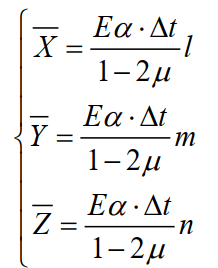 X̅ = Eα·Δt / 1−2μ l
Y̅ = Eα·Δt / 1−2μ m
Z̅ = Eα·Δt / 1−2μ n